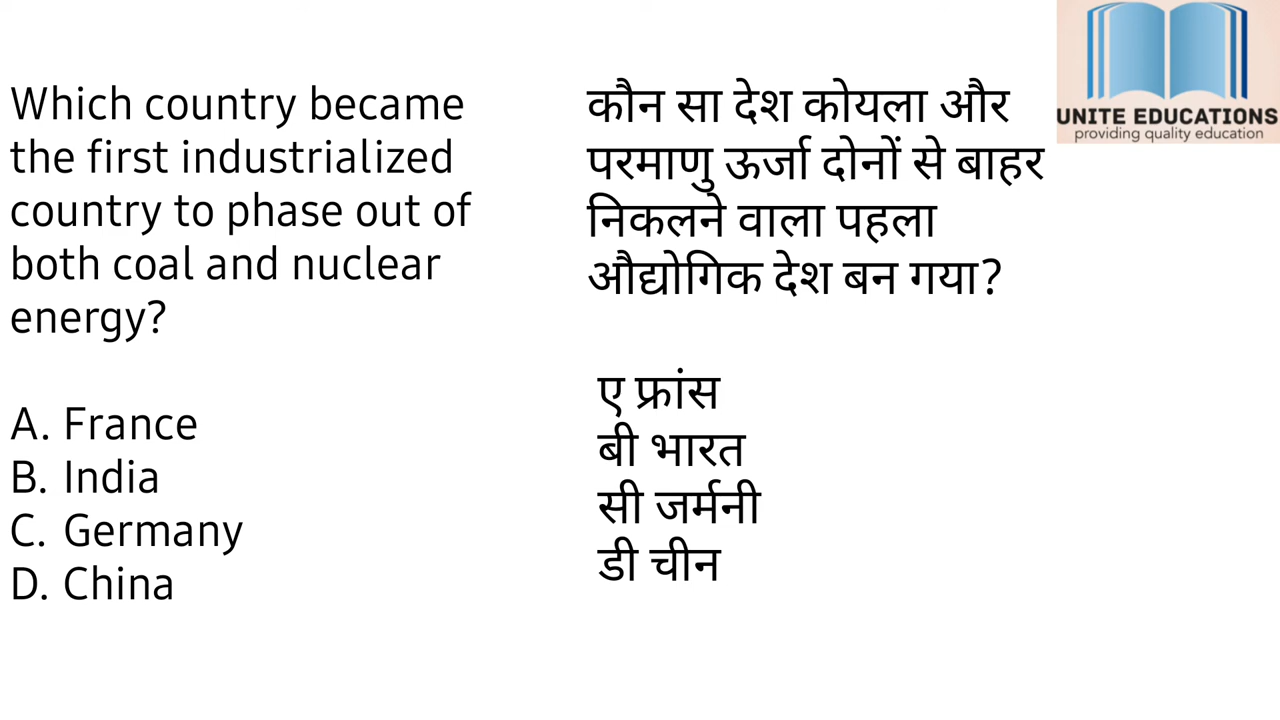 Which country became
the first industrialized
country to phase out of
both coal and nuclear
energy?
A. France
B. India
C. Germany
D. China
कौन सा देश कोयला और
परमाणु ऊर्जा दोनों से बाहर
निकलने वाला पहला
औद्योगिक देश बन गया?
ए फ्रांस
बी भारत
सी जर्मनी
डी चीन
UNITE EDUCATIONS
providing quality education